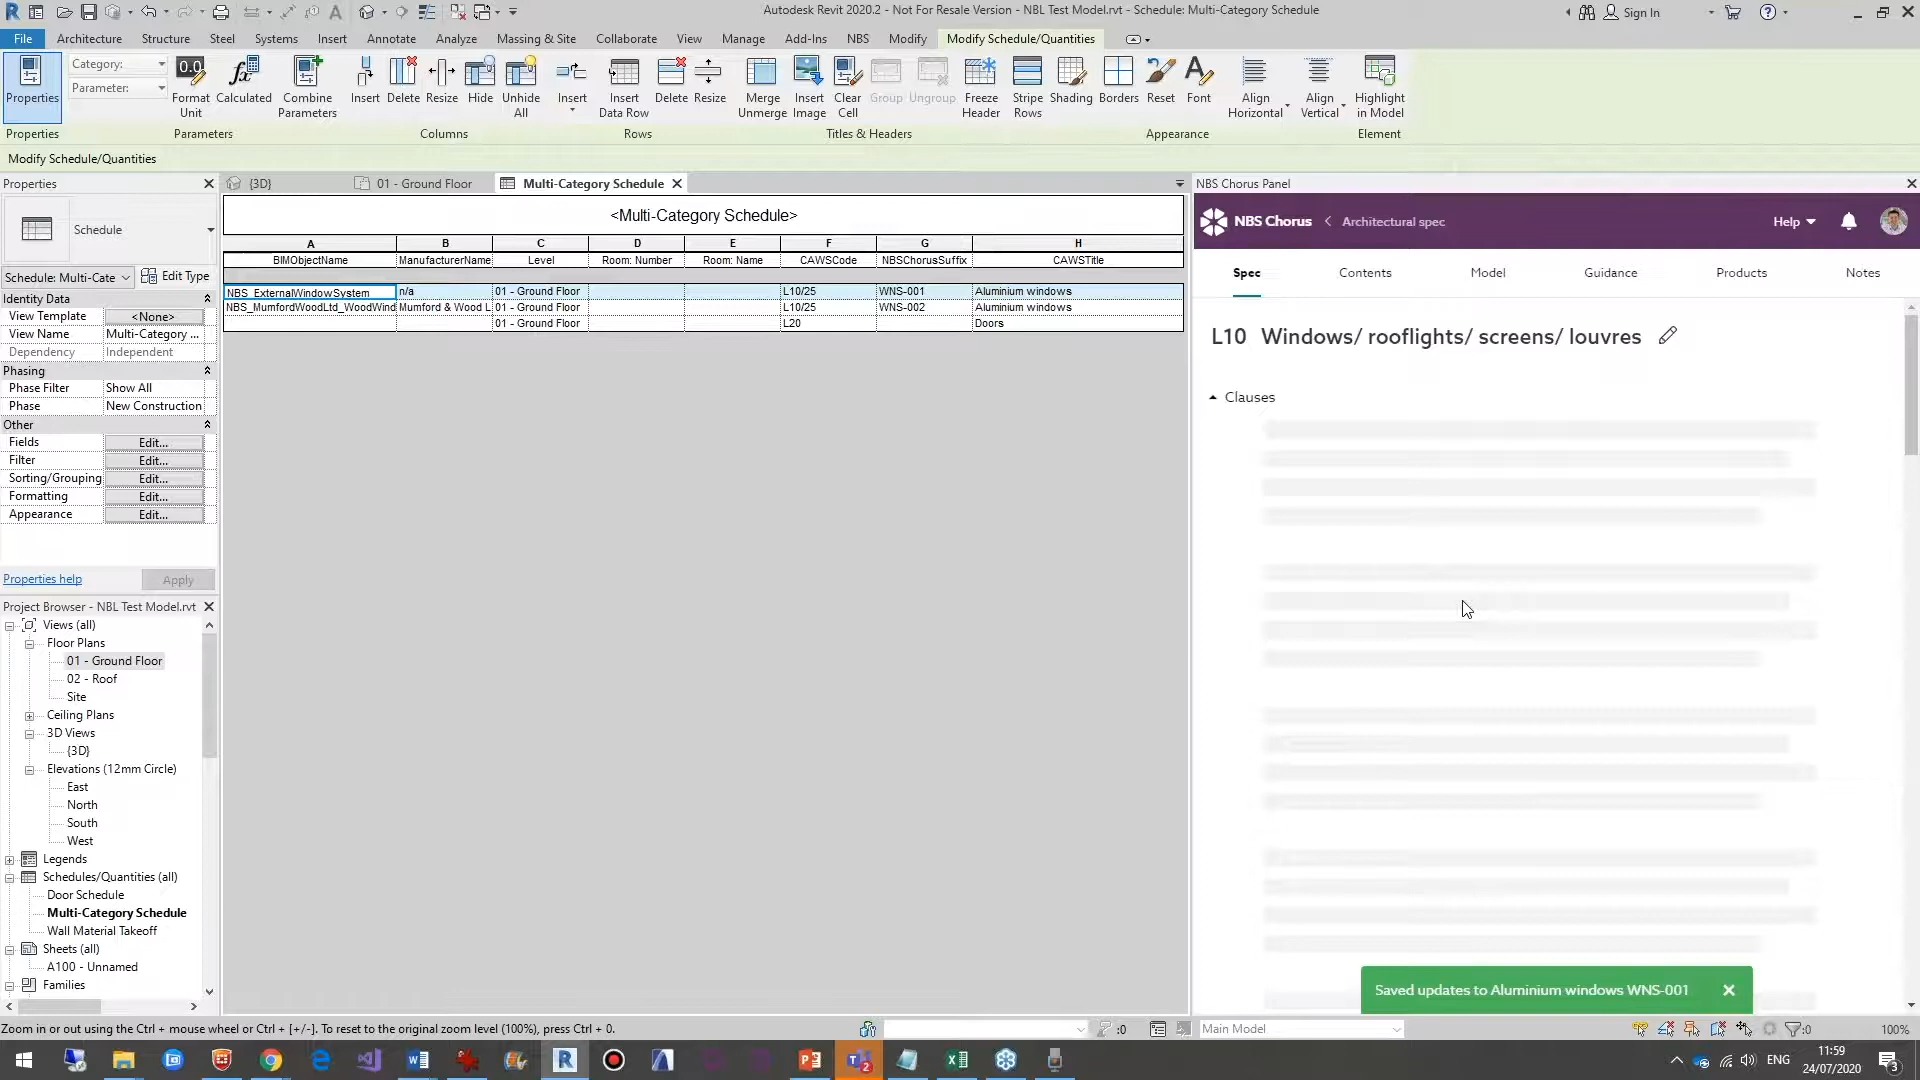 Autodesk Revit 2020.2 - Not For Resale Version - NBL Test Model.rvt - Schedule: Multi-Category Schedule
Sign In
File Architecture Structure Steel Systems Insert Annotate Analyze Massing & Site Collaborate View Manage Add-Ins NBS Modify Modify Schedule/Quantities
Category:
Parameter:
Properties
Format Unit
Calculated
Combine Parameters
Insert Delete Resize Hide
Unhide All
Insert
Insert Data Row
Delete Resize
Merge Unmerge
Insert Image
Clear Cell
Group Ungroup
Freeze Header
Stripe Rows
Shading Borders Reset Font
Align Horizontal
Align Vertical
Highlight in Model
Properties Parameters Columns Rows Titles & Headers Appearance Element
Modify Schedule/Quantities
Properties
{3D}
01 - Ground Floor
Multi-Category Schedule
NBS Chorus Panel
Schedule
Schedule: Multi-Cate
Edit Type
Identity Data
View Template <None>
View Name Multi-Category ...
Dependency Independent
Phasing
Phase Filter Show All
Phase New Construction
Other
Fields Edit...
Filter Edit...
Sorting/Grouping Edit...
Formatting Edit...
Appearance Edit...
Properties help
Apply
<Multi-Category Schedule>
A B C D E F G H
BIMObjectName ManufacturerName Level Room: Number Room: Name CAWSCode NBSChorusSuffix CAWSTitle
NBS_ExternalWindowSystem n/a 01 - Ground Floor L10/25 WNS-001 Aluminium windows
NBS_MumfordWoodLtd_WoodWind Mumford & Wood L 01 - Ground Floor L10/25 WNS-002 Aluminium windows
01 - Ground Floor L20 Doors
NBS Chorus
Architectural spec
Help
Spec Contents Model Guidance Products Notes
L10 Windows/ rooflights/ screens/ louvres
Clauses
Saved updates to Aluminium windows WNS-001
Project Browser - NBL Test Model.rvt
Views (all)
Floor Plans
01 - Ground Floor
02 - Roof
Site
Ceiling Plans
3D Views
{3D}
Elevations (12mm Circle)
East
North
South
West
Legends
Schedules/Quantities (all)
Door Schedule
Multi-Category Schedule
Wall Material Takeoff
Sheets (all)
A100 - Unnamed
Families
Zoom in or out using the Ctrl + mouse wheel or Ctrl + [+/-]. To reset to the original zoom level (100%), press Ctrl + 0.
:0
Main Model
:0
100%
ENG
11:59
24/07/2020
3